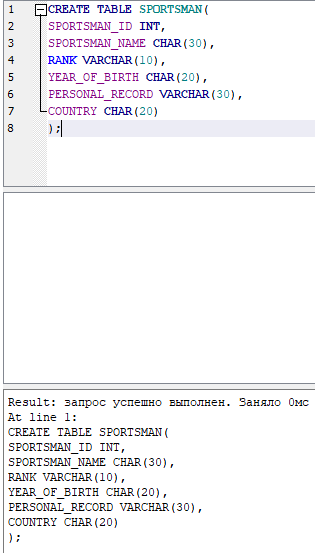 1 CREATE TABLE SPORTSMAN(
2 SPORTSMAN_ID INT,
3 SPORTSMAN_NAME CHAR(30),
4 RANK VARCHAR(10),
5 YEAR_OF_BIRTH CHAR(20),
6 PERSONAL_RECORD VARCHAR(30),
7 COUNTRY CHAR(20)
8 );
Result: запрос успешно выполнен. Заняло 0мс
At line 1:
CREATE TABLE SPORTSMAN(
SPORTSMAN_ID INT,
SPORTSMAN_NAME CHAR(30),
RANK VARCHAR(10),
YEAR_OF_BIRTH CHAR(20),
PERSONAL_RECORD VARCHAR(30),
COUNTRY CHAR(20)
);